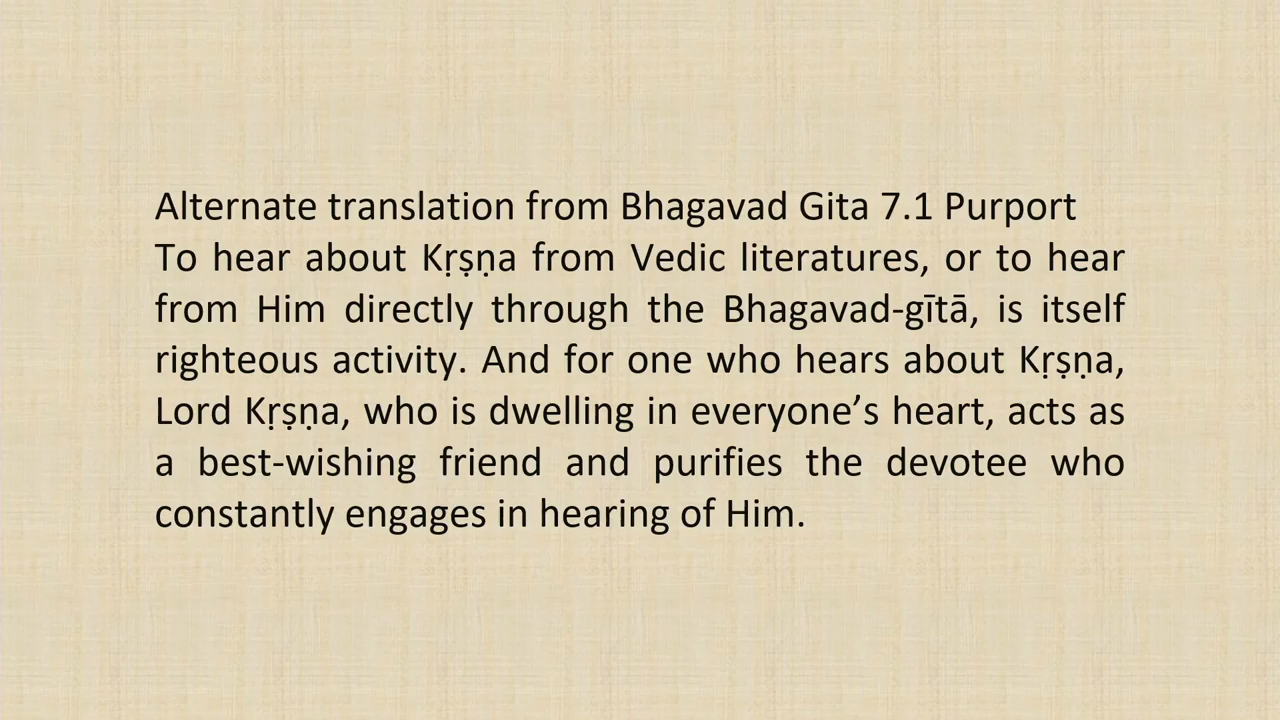 Alternate translation from Bhagavad Gita 7.1 Purport
To hear about Kṛṣṇa from Vedic literatures, or to hear
from Him directly through the Bhagavad-gītā, is itself
righteous activity. And for one who hears about Kṛṣṇa,
Lord Kṛṣṇa, who is dwelling in everyone’s heart, acts as
a best-wishing friend and purifies the devotee who
constantly engages in hearing of Him.